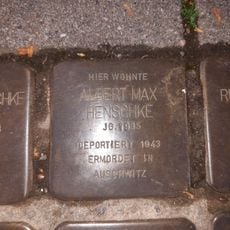 HIER WOHNTE
ALBERT MAX
HENSCHKE
JG. 1935
DEPORTIERT 1943
ERMORDET IN
AUSCHWITZ